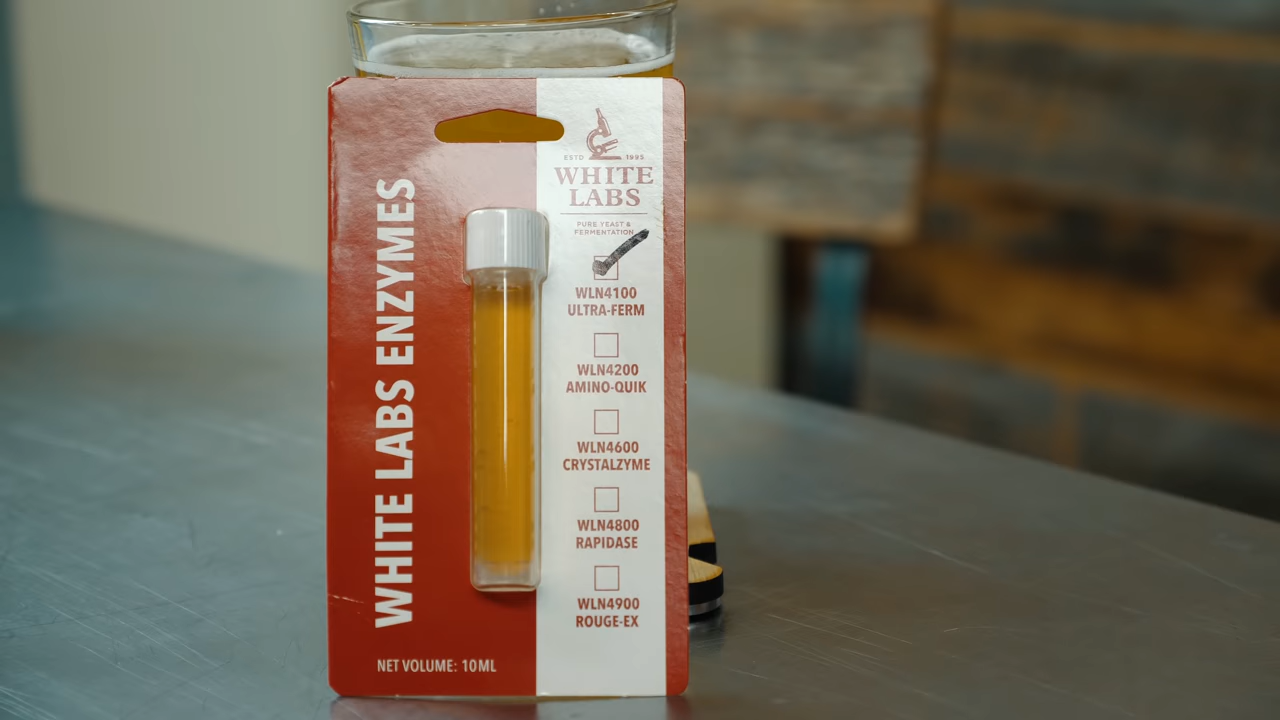 WHITE LABS ENZYMES
ESTD 1995
WHITE
LABS
PURE YEAST &
FERMENTATION
WLN4100
ULTRA-FERM
WLN4200
AMINO-QUIK
WLN4600
CRYSTALZYME
WLN4800
RAPIDASE
WLN4900
ROUGE-EX
NET VOLUME: 10ML